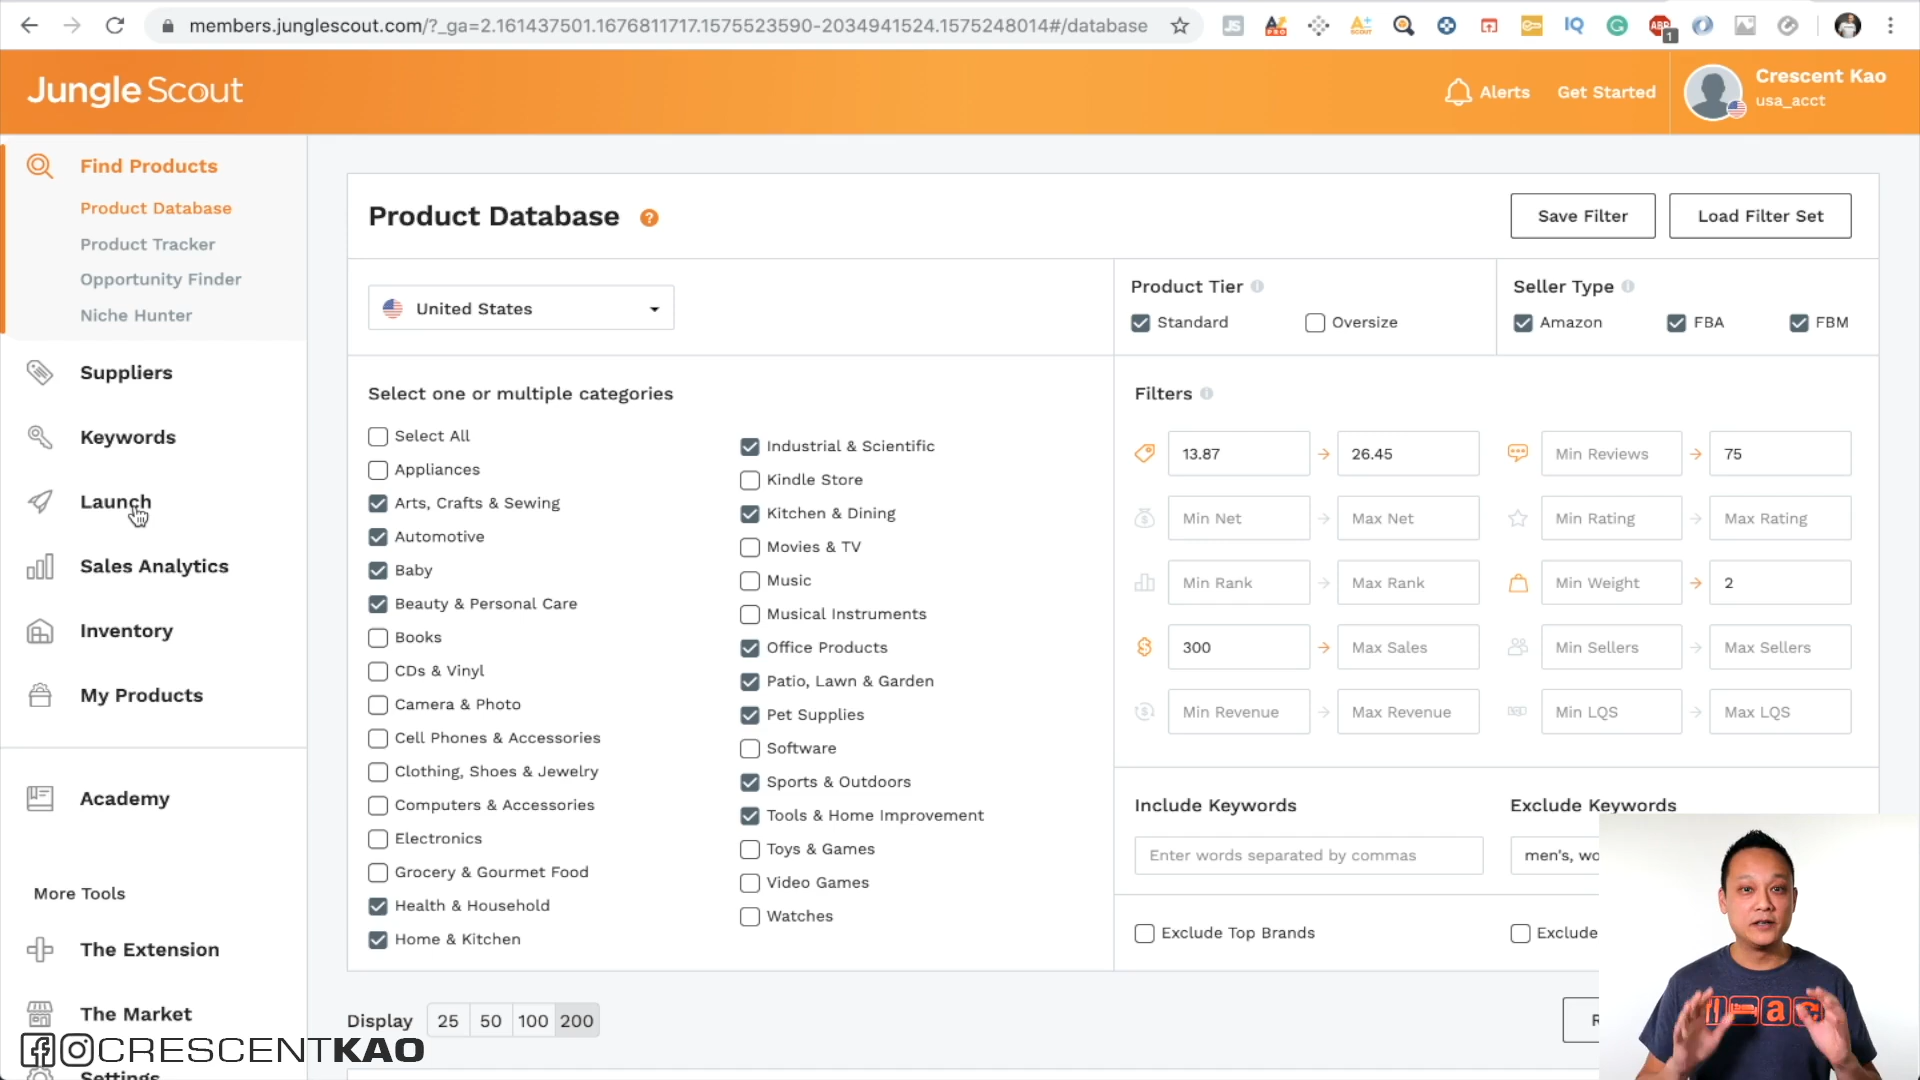 members.junglescout.com/?_ga=2.161437501.1676811717.1575523590-2034941524.1575248014#/database
Jungle Scout
Alerts
Get Started
Crescent Kao
usa_acct
Find Products
Product Database
Product Tracker
Opportunity Finder
Niche Hunter
Suppliers
Keywords
Launch
Sales Analytics
Inventory
My Products
Academy
More Tools
The Extension
The Market
Settings
Product Database ?
Save Filter
Load Filter Set
United States
Product Tier
Standard
Oversize
Seller Type
Amazon
FBA
FBM
Select one or multiple categories
Select All
Appliances
Arts, Crafts & Sewing
Automotive
Baby
Beauty & Personal Care
Books
CDs & Vinyl
Camera & Photo
Cell Phones & Accessories
Clothing, Shoes & Jewelry
Computers & Accessories
Electronics
Grocery & Gourmet Food
Health & Household
Home & Kitchen
Industrial & Scientific
Kindle Store
Kitchen & Dining
Movies & TV
Music
Musical Instruments
Office Products
Patio, Lawn & Garden
Pet Supplies
Software
Sports & Outdoors
Tools & Home Improvement
Toys & Games
Video Games
Watches
Filters
13.87
26.45
Min Reviews
75
Min Net
Max Net
Min Rating
Max Rating
Min Rank
Max Rank
Min Weight
2
300
Max Sales
Min Sellers
Max Sellers
Min Revenue
Max Revenue
Min LQS
Max LQS
Include Keywords
Enter words separated by commas
Exclude Keywords
men's, wo
Exclude Top Brands
Exclude
Display
25
50
100
200
CRESCENTKAO